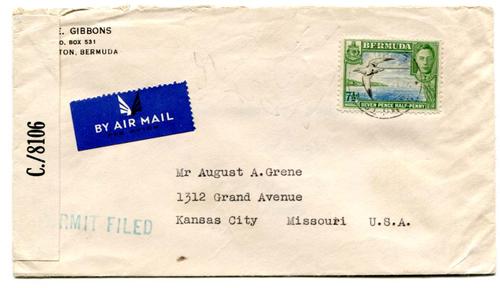 E. GIBBONS
O. BOX 531
TON, BERMUDA
BERMUDA
7½d
SEVEN PENCE HALF-PENNY
BY AIR MAIL
C./8106
Mr August A.Grene
1312 Grand Avenue
Kansas City Missouri U.S.A.
RMIT FILED